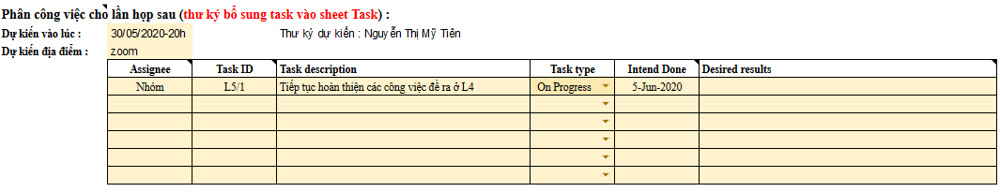 Phân công việc cho lần họp sau (thư ký bổ sung task vào sheet Task) :
Dự kiến vào lúc : 30/05/2020-20h Thư ký dự kiến : Nguyễn Thị Mỹ Tiên
Dự kiến địa điểm : zoom
Assignee Task ID Task description Task type Intend Done Desired results
Nhóm L5/1 Tiếp tục hoàn thiện các công việc đề ra ở L4 On Progress 5-Jun-2020